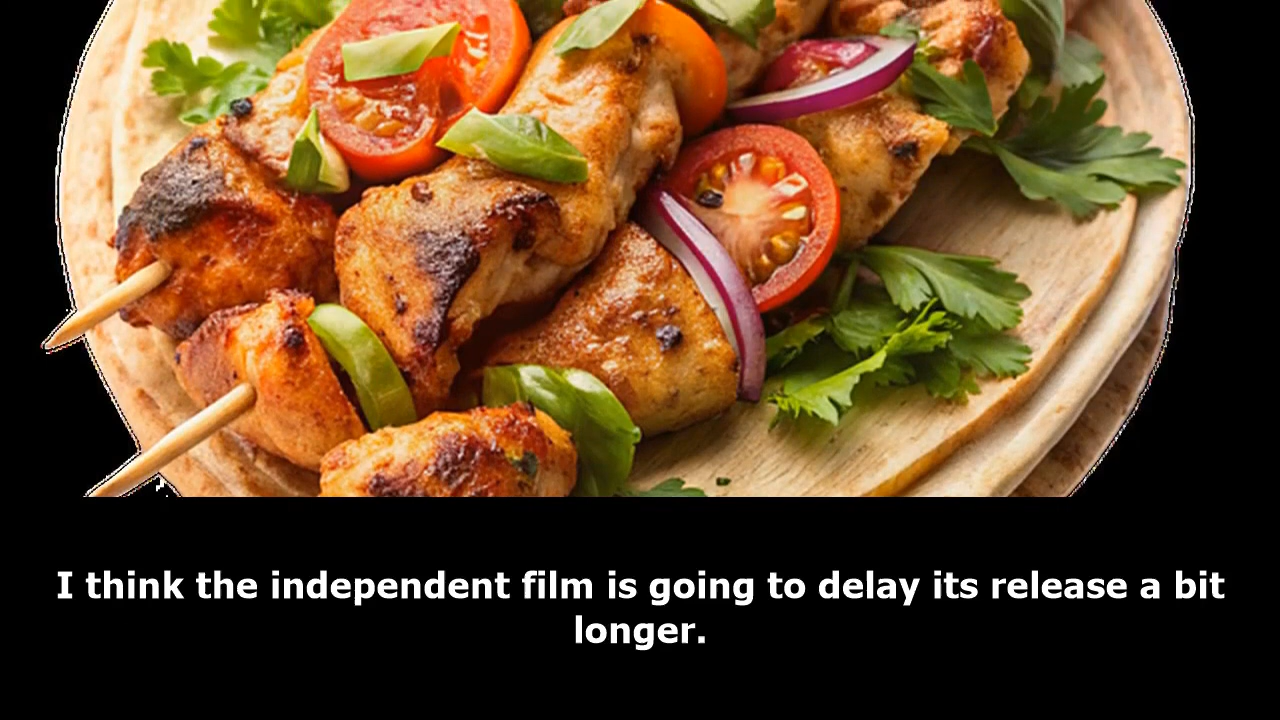 I think the independent film is going to delay its release a bit
longer.